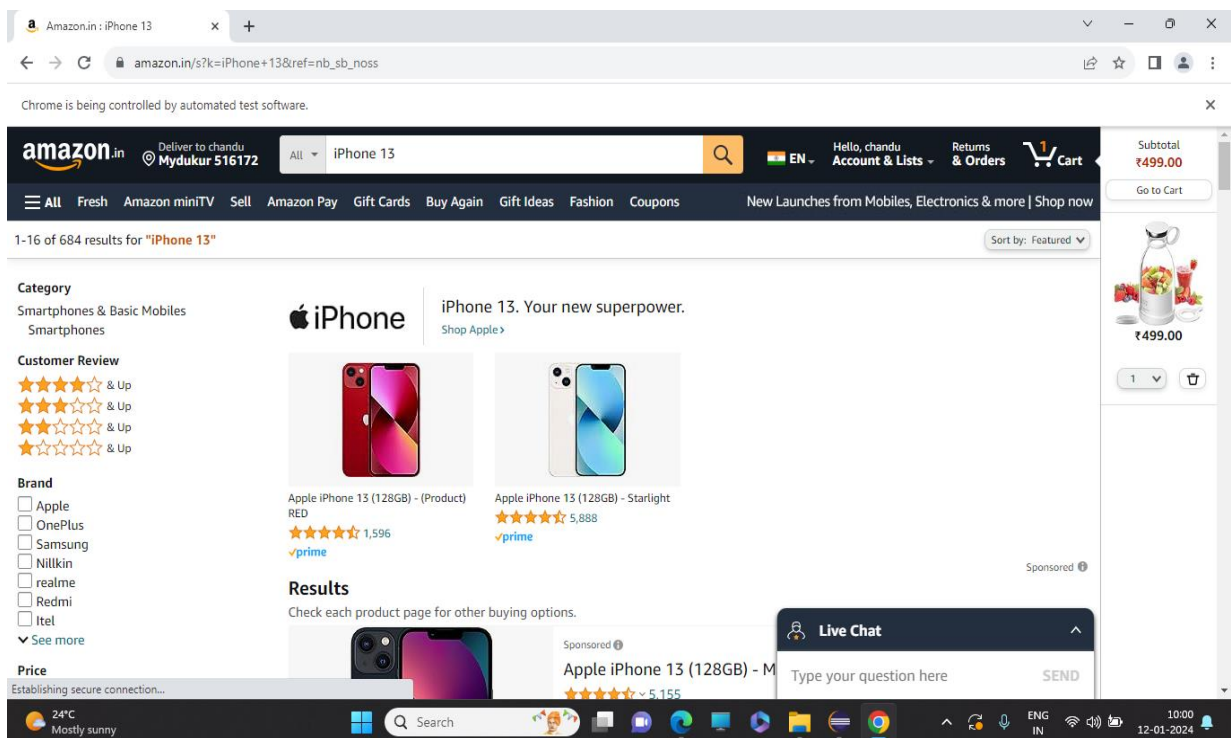 Amazon.in : iPhone 13
amazon.in/s?k=iPhone+13&ref=nb_sb_noss
Chrome is being controlled by automated test software.
amazon.in
Deliver to chandu
Mydukur 516172
All
iPhone 13
EN
Hello, chandu
Account & Lists
Returns
& Orders
1
Cart
Subtotal
₹499.00
Go to Cart
All Fresh Amazon miniTV Sell Amazon Pay Gift Cards Buy Again Gift Ideas Fashion Coupons
New Launches from Mobiles, Electronics & more | Shop now
1-16 of 684 results for "iPhone 13"
Sort by: Featured
₹499.00
1
Category
Smartphones & Basic Mobiles
Smartphones
Customer Review
& Up
& Up
& Up
& Up
Brand
Apple
OnePlus
Samsung
Nillkin
realme
Redmi
Itel
See more
Price
iPhone
iPhone 13. Your new superpower.
Shop Apple
Apple iPhone 13 (128GB) - (Product)
RED
1,596
prime
Apple iPhone 13 (128GB) - Starlight
5,888
prime
Sponsored
Results
Check each product page for other buying options.
Sponsored
Apple iPhone 13 (128GB) - M
5,155
Live Chat
Type your question here
SEND
Establishing secure connection...
24°C
Mostly sunny
Search
ENG
IN
10:00
12-01-2024